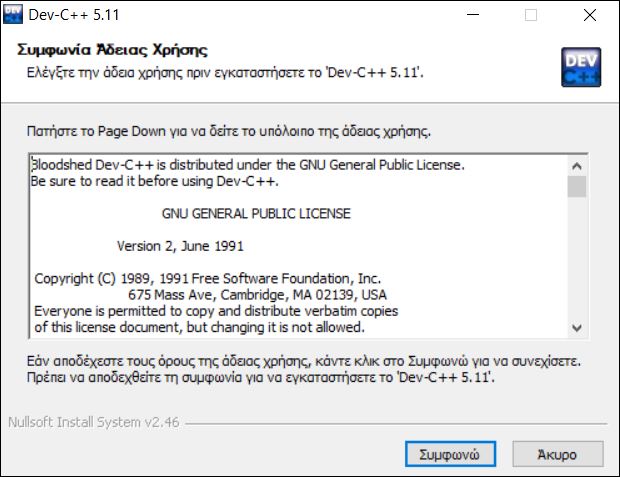 Dev-C++ 5.11
Συμφωνία Άδειας Χρήσης
Ελέγξτε την άδεια χρήσης πριν εγκαταστήσετε το 'Dev-C++ 5.11'.
DEV
C++
Πατήστε το Page Down για να δείτε το υπόλοιπο της άδειας χρήσης.
Bloodshed Dev-C++ is distributed under the GNU General Public License.
Be sure to read it before using Dev-C++.
GNU GENERAL PUBLIC LICENSE
Version 2, June 1991
Copyright (C) 1989, 1991 Free Software Foundation, Inc.
675 Mass Ave, Cambridge, MA 02139, USA
Everyone is permitted to copy and distribute verbatim copies
of this license document, but changing it is not allowed.
Εάν αποδέχεστε τους όρους της άδειας χρήσης, κάντε κλικ στο Συμφωνώ για να συνεχίσετε.
Πρέπει να αποδεχθείτε τη συμφωνία για να εγκαταστήσετε το 'Dev-C++ 5.11'.
Nullsoft Install System v2.46
Συμφωνώ
Άκυρο